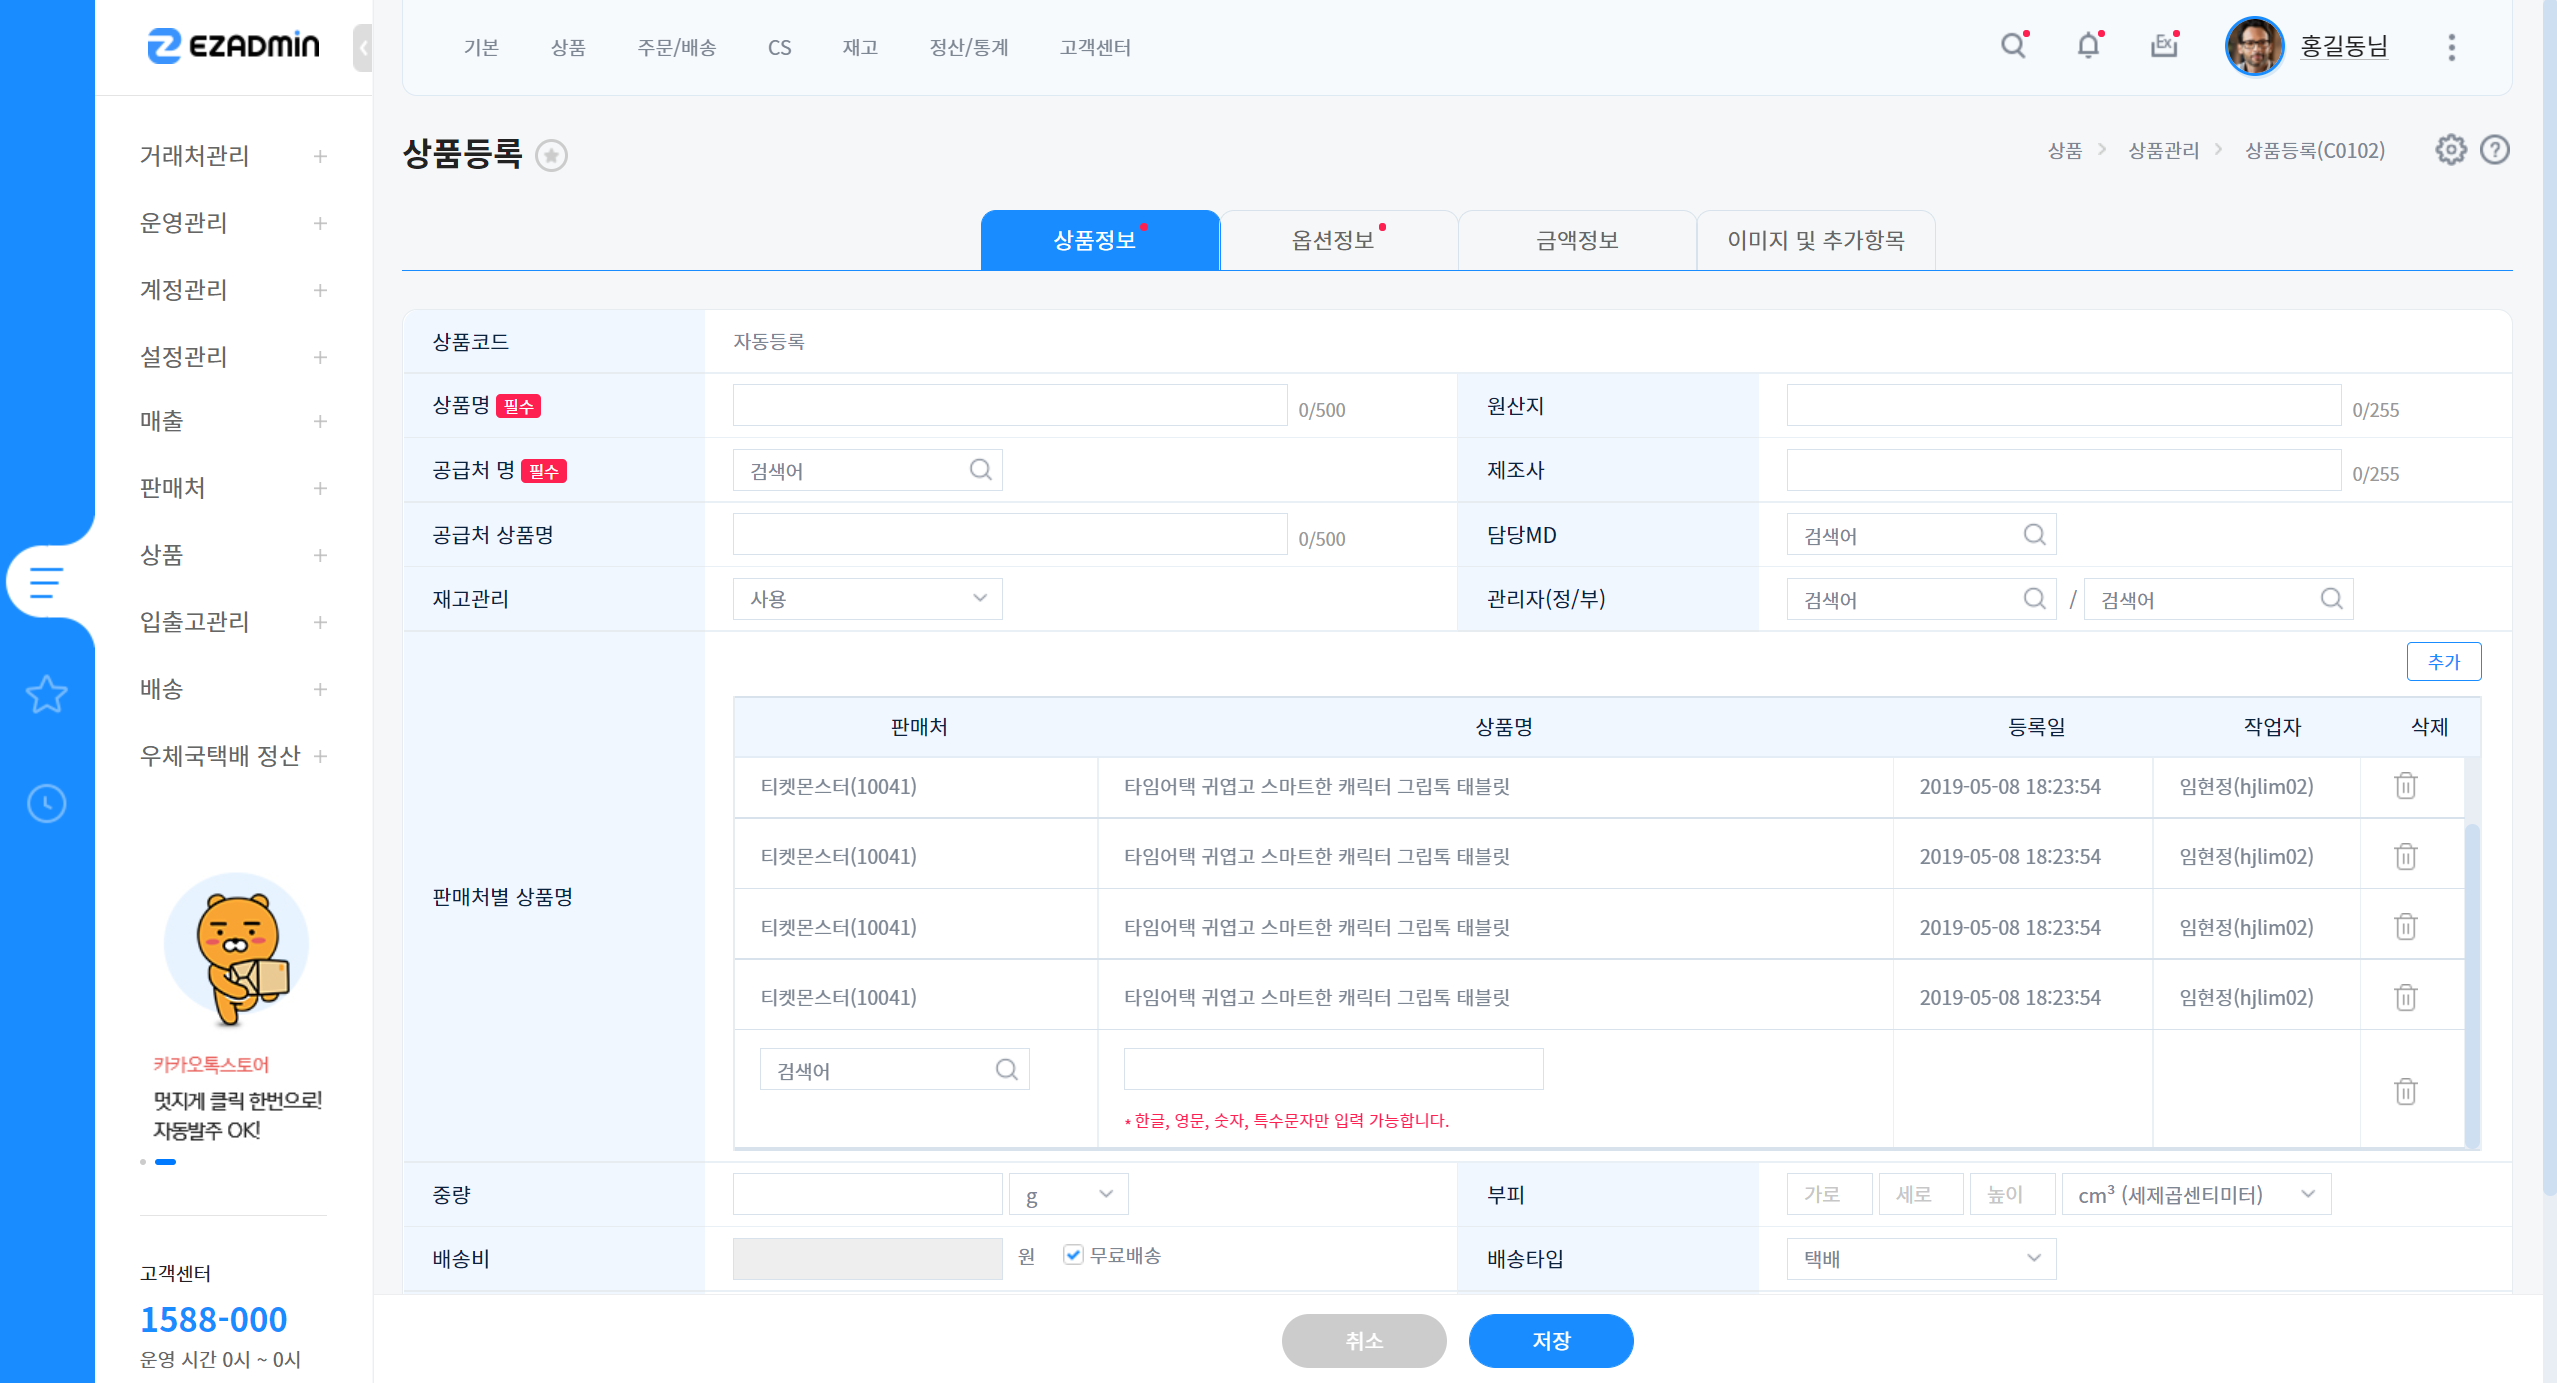 EZADMIN
기본 상품 주문/배송 CS 재고 정산/통계 고객센터
Ex
홍길동님
거래처관리
운영관리
계정관리
설정관리
매출
판매처
상품
입출고관리
배송
우체국택배 정산
카카오톡스토어
멋지게 클릭 한번으로!
자동발주 OK!
고객센터
1588-000
운영 시간 0시 ~ 0시
상품등록
상품 > 상품관리 > 상품등록(C0102)
상품정보 옵션정보 금액정보 이미지 및 추가항목
상품코드 자동등록
상품명 필수 0/500 원산지 0/255
공급처 명 필수 검색어 제조사 0/255
공급처 상품명 0/500 담당MD 검색어
재고관리 사용 관리자(정/부) 검색어 / 검색어
추가
판매처별 상품명
판매처 상품명 등록일 작업자 삭제
티켓몬스터(10041) 타임어택 귀엽고 스마트한 캐릭터 그립톡 태블릿 2019-05-08 18:23:54 임현정(hjlim02)
티켓몬스터(10041) 타임어택 귀엽고 스마트한 캐릭터 그립톡 태블릿 2019-05-08 18:23:54 임현정(hjlim02)
티켓몬스터(10041) 타임어택 귀엽고 스마트한 캐릭터 그립톡 태블릿 2019-05-08 18:23:54 임현정(hjlim02)
티켓몬스터(10041) 타임어택 귀엽고 스마트한 캐릭터 그립톡 태블릿 2019-05-08 18:23:54 임현정(hjlim02)
검색어
* 한글, 영문, 숫자, 특수문자만 입력 가능합니다.
중량 g 부피 가로 세로 높이 cm³ (세제곱센티미터)
배송비 원 무료배송 배송타입 택배
취소 저장